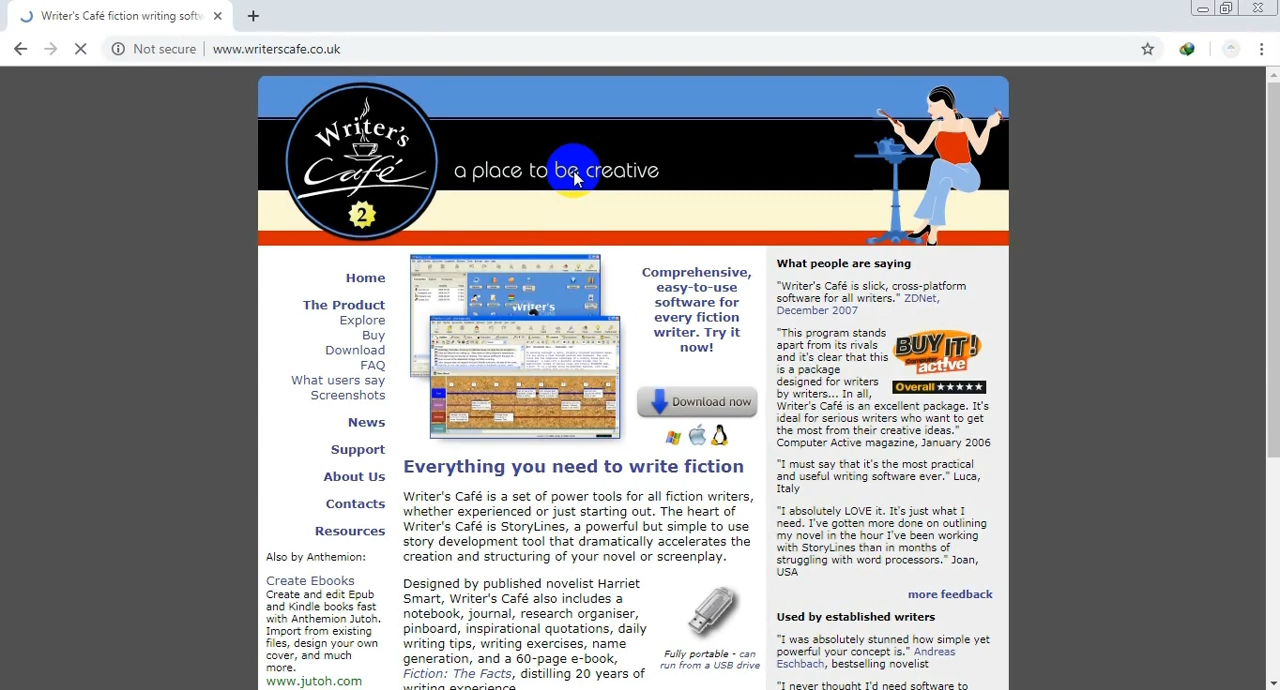 Writer's Café fiction writing softw
Not secure
www.writerscafe.co.uk
Writer's
Café
2
a place to be creative
Home
The Product
Explore
Buy
Download
FAQ
What users say
Screenshots
News
Support
About Us
Contacts
Resources
Also by Anthemion:
Create Ebooks
Create and edit Epub
and Kindle books fast
with Anthemion Jutoh.
Import from existing
files, design your own
cover, and much
more.
www.jutoh.com
Writer's
Comprehensive,
easy-to-use
software for
every fiction
writer. Try it
now!
Download now
Everything you need to write fiction
Writer's Café is a set of power tools for all fiction writers,
whether experienced or just starting out. The heart of
Writer's Café is StoryLines, a powerful but simple to use
story development tool that dramatically accelerates the
creation and structuring of your novel or screenplay.
Designed by published novelist Harriet
Smart, Writer's Café also includes a
notebook, journal, research organiser,
pinboard, inspirational quotations, daily
writing tips, writing exercises, name
generation, and a 60-page e-book,
Fiction: The Facts, distilling 20 years of
writing experience.
Fully portable - can
run from a USB drive
What people are saying
"Writer's Café is slick, cross-platform
software for all writers." ZDNet,
December 2007
"This program stands
apart from its rivals
and it's clear that this
is a package
designed for writers
by writers... In all,
Writer's Café is an excellent package. It's
ideal for serious writers who want to get
the most from their creative ideas."
Computer Active magazine, January 2006
BUY IT!
computer active
Overall ★★★★★
"I must say that it's the most practical
and useful writing software ever." Luca,
Italy
"I absolutely LOVE it. It's just what I
need. I've gotten more done on outlining
my novel in the hour I've been working
with StoryLines than in months of
struggling with word processors." Joan,
USA
more feedback
Used by established writers
"I was absolutely stunned how simple yet
powerful your concept is." Andreas
Eschbach, bestselling novelist
"I never thought I'd need software to